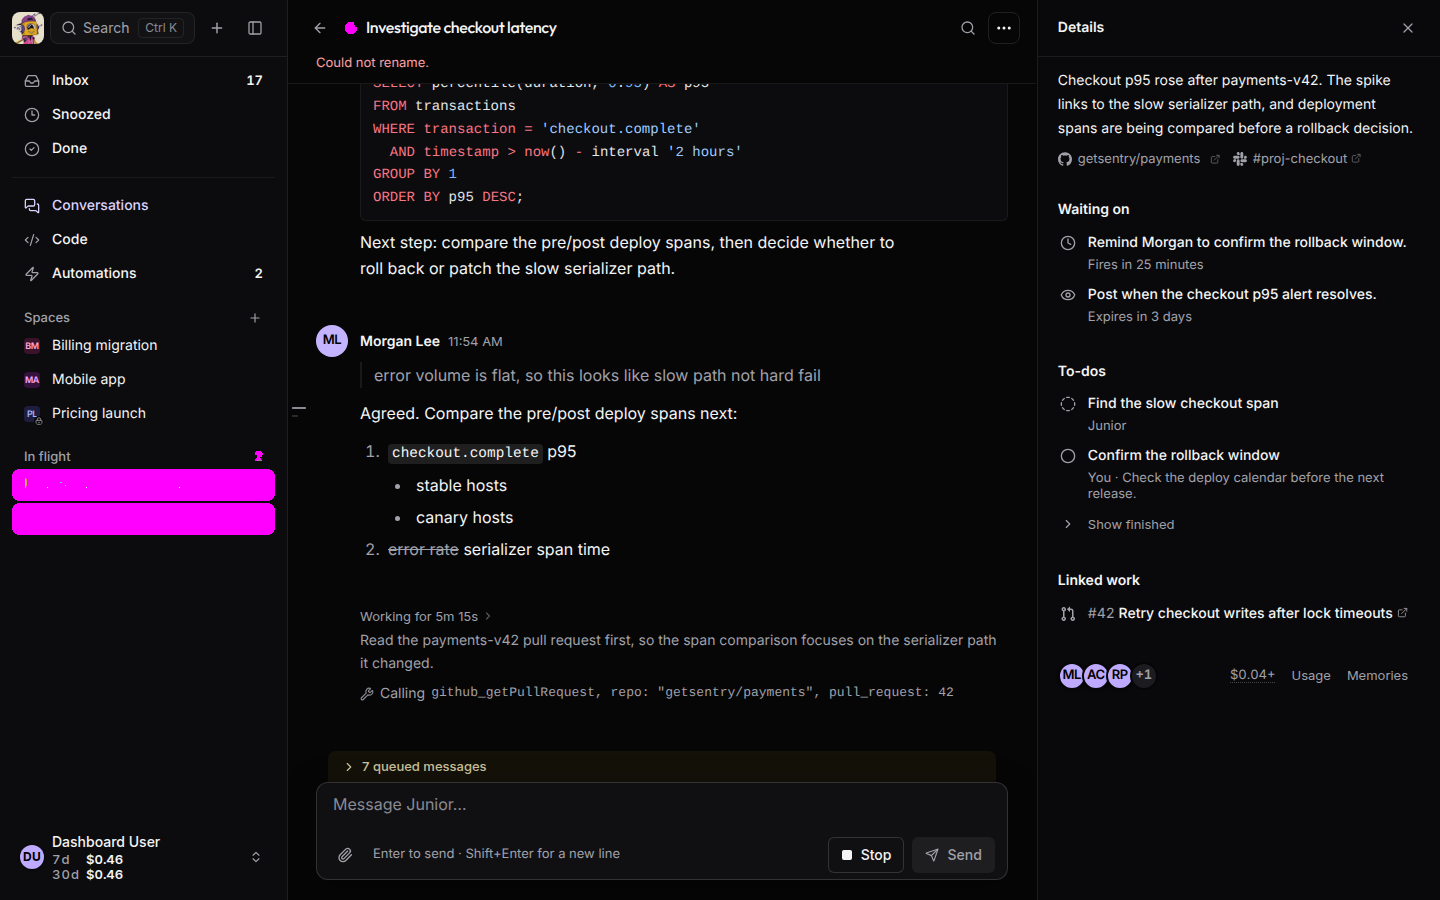 Search Ctrl K
Inbox 17
Snoozed
Done
Conversations
Code
Automations 2
Spaces
BM Billing migration
MA Mobile app
PL Pricing launch
In flight
DU Dashboard User
7d $0.46
30d $0.46
Investigate checkout latency
Could not rename.
SELECT percentile(duration, 0.95) AS p95
FROM transactions
WHERE transaction = 'checkout.complete'
AND timestamp > now() - interval '2 hours'
GROUP BY 1
ORDER BY p95 DESC;
Next step: compare the pre/post deploy spans, then decide whether to
roll back or patch the slow serializer path.
ML Morgan Lee 11:54 AM
error volume is flat, so this looks like slow path not hard fail
Agreed. Compare the pre/post deploy spans next:
1. checkout.complete p95
• stable hosts
• canary hosts
2. error rate serializer span time
Working for 5m 15s
Read the payments-v42 pull request first, so the span comparison focuses on the serializer path
it changed.
Calling github_getPullRequest, repo: "getsentry/payments", pull_request: 42
7 queued messages
Message Junior...
Enter to send · Shift+Enter for a new line
Stop
Send
Details
Checkout p95 rose after payments-v42. The spike
links to the slow serializer path, and deployment
spans are being compared before a rollback decision.
getsentry/payments #proj-checkout
Waiting on
Remind Morgan to confirm the rollback window.
Fires in 25 minutes
Post when the checkout p95 alert resolves.
Expires in 3 days
To-dos
Find the slow checkout span
Junior
Confirm the rollback window
You · Check the deploy calendar before the next
release.
Show finished
Linked work
#42 Retry checkout writes after lock timeouts
ML AC RP +1 $0.04+ Usage Memories